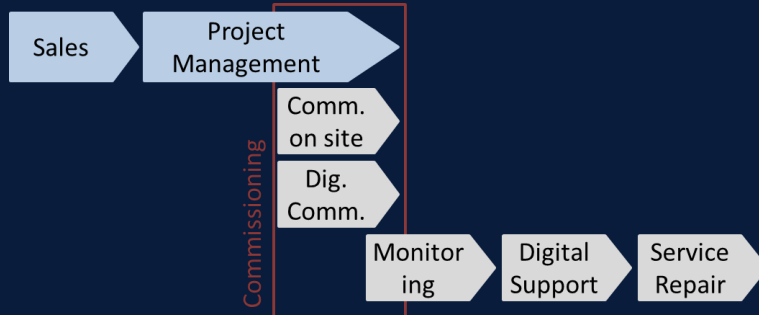 Sales
Project
Management
Comm.
on site
Dig.
Comm.
Commissioning
Monitor
ing
Digital
Support
Service
Repair